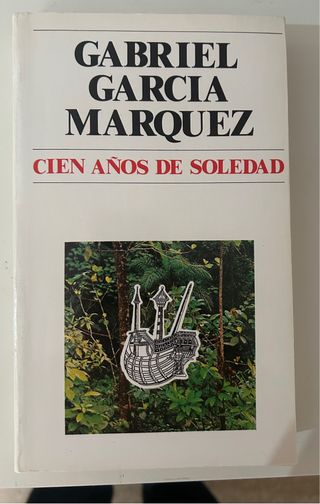 GABRIEL
GARCIA
MARQUEZ
CIEN AÑOS DE SOLEDAD